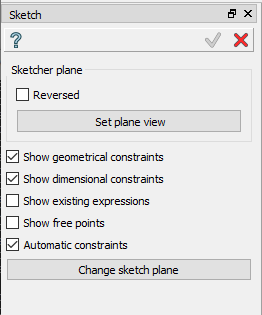 Sketch
Sketcher plane
Reversed
Set plane view
Show geometrical constraints
Show dimensional constraints
Show existing expressions
Show free points
Automatic constraints
Change sketch plane